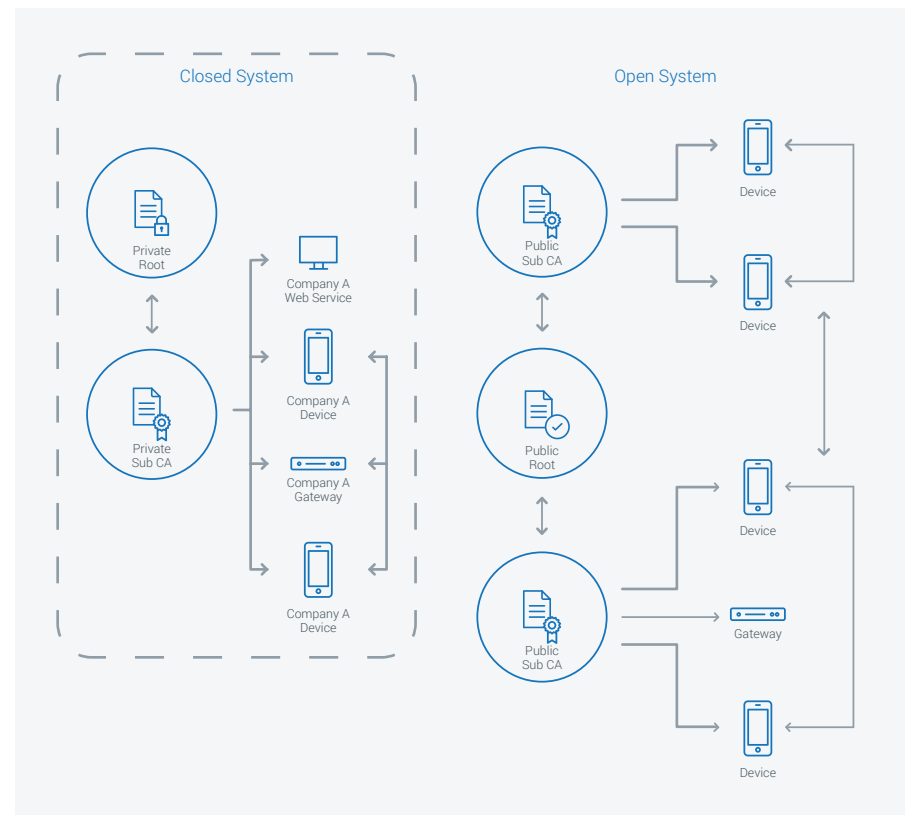 Closed System
Private
Root
Private
Sub CA
Company A
Web Service
Company A
Device
Company A
Gateway
Company A
Device
Open System
Public
Sub CA
Public
Root
Public
Sub CA
Device
Device
Device
Gateway
Device